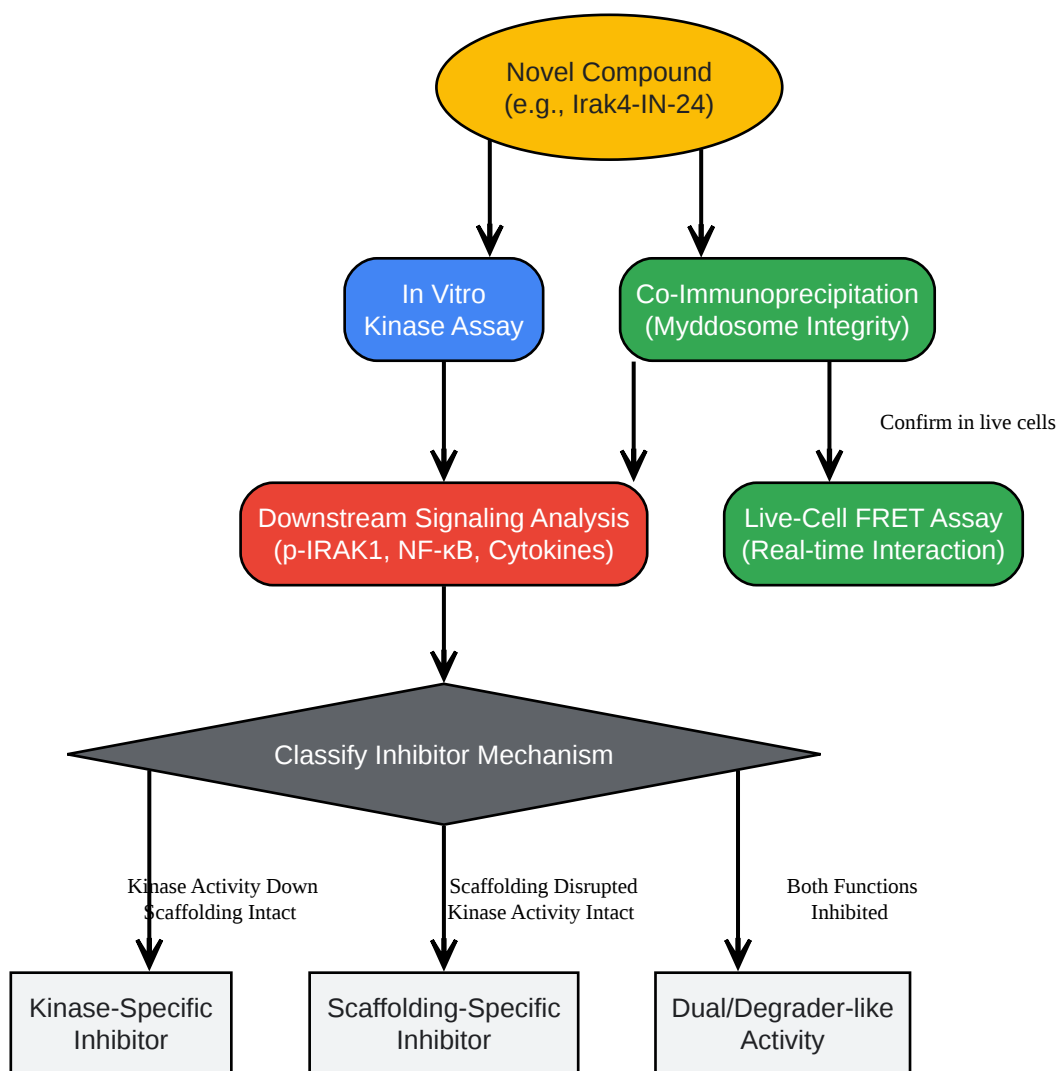 Novel Compound
(e.g., Irak4-IN-24)
In Vitro
Kinase Assay
Co-Immunoprecipitation
(Myddosome Integrity)
Confirm in live cells
Downstream Signaling Analysis
(p-IRAK1, NF-κB, Cytokines)
Live-Cell FRET Assay
(Real-time Interaction)
Classify Inhibitor Mechanism
Kinase Activity Down
Scaffolding Intact
Scaffolding Disrupted
Kinase Activity Intact
Both Functions
Inhibited
Kinase-Specific
Inhibitor
Scaffolding-Specific
Inhibitor
Dual/Degrader-like
Activity